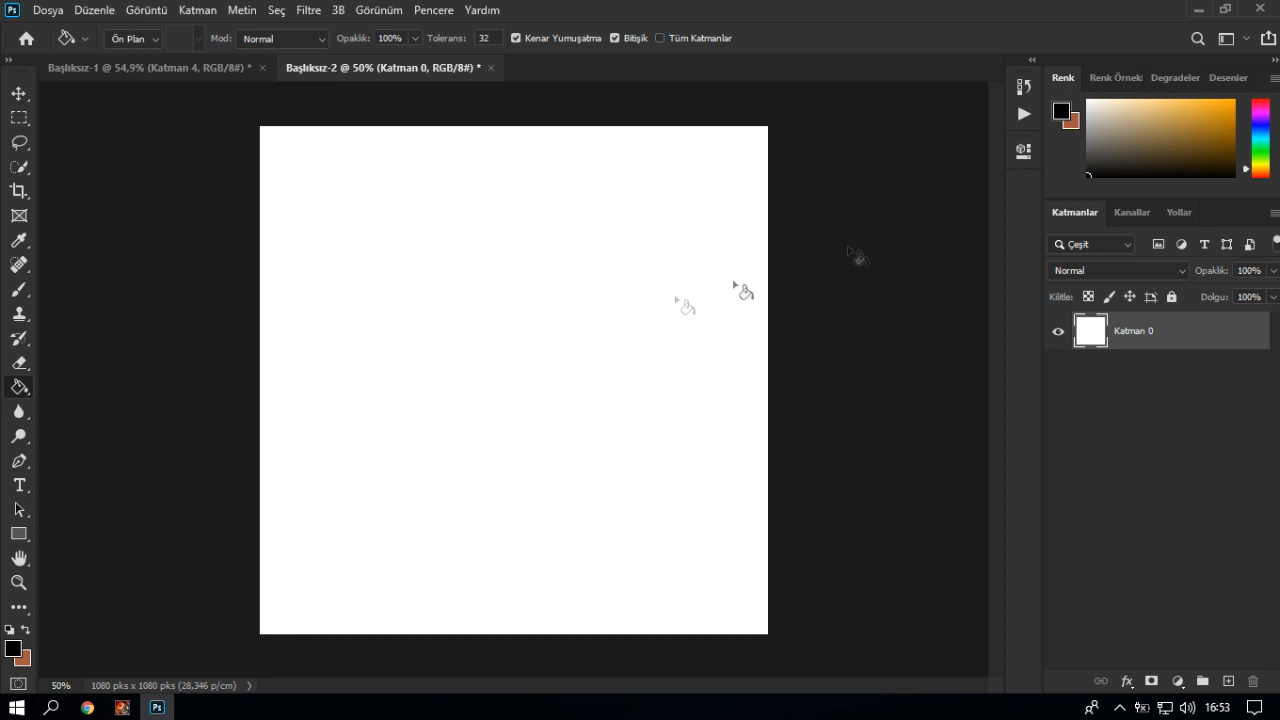 Ps Dosya Düzenle Görüntü Katman Metin Seç Filtre 3B Görünüm Pencere Yardım
Ön Plan Mod: Normal Opaklık: 100% Tolerans: 32 Kenar Yumuşatma Bitişik Tüm Katmanlar
Başlıksız-1 @ 54,9% (Katman 4, RGB/8#) * Başlıksız-2 @ 50% (Katman 0, RGB/8#) *
Renk Renk Örnekl Degradeler Desenler
Katmanlar Kanallar Yollar
Çeşit
Normal Opaklık: 100%
Kilitle: Dolgu: 100%
Katman 0
50% 1080 pks x 1080 pks (28,346 p/cm)
Ps 16:53